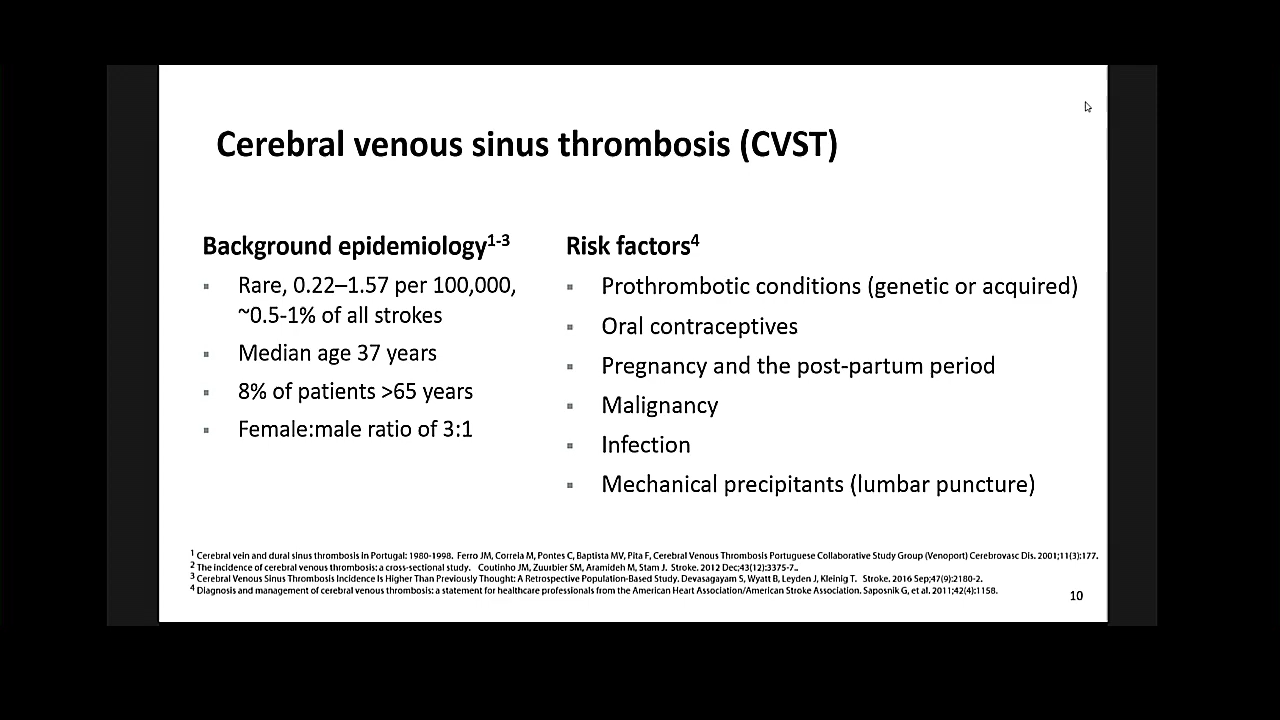 Cerebral venous sinus thrombosis (CVST)
Background epidemiology1-3
▪ Rare, 0.22–1.57 per 100,000,
~0.5-1% of all strokes
▪ Median age 37 years
▪ 8% of patients >65 years
▪ Female:male ratio of 3:1
Risk factors4
▪ Prothrombotic conditions (genetic or acquired)
▪ Oral contraceptives
▪ Pregnancy and the post-partum period
▪ Malignancy
▪ Infection
▪ Mechanical precipitants (lumbar puncture)
1 Cerebral vein and dural sinus thrombosis in Portugal: 1980-1998. Ferro JM, Correia M, Pontes C, Baptista MV, Pita F, Cerebral Venous Thrombosis Portuguese Collaborative Study Group (Venoport) Cerebrovasc Dis. 2001;11(3):177.
2 The incidence of cerebral venous thrombosis: a cross-sectional study. Coutinho JM, Zuurbier SM, Aramideh M, Stam J. Stroke. 2012 Dec;43(12):3375-7..
3 Cerebral Venous Sinus Thrombosis Incidence Is Higher Than Previously Thought: A Retrospective Population-Based Study. Devasagayam S, Wyatt B, Leyden J, Kleinig T. Stroke. 2016 Sep;47(9):2180-2.
4 Diagnosis and management of cerebral venous thrombosis: a statement for healthcare professionals from the American Heart Association/American Stroke Association. Saposnik G, et al. 2011;42(4):1158.
10